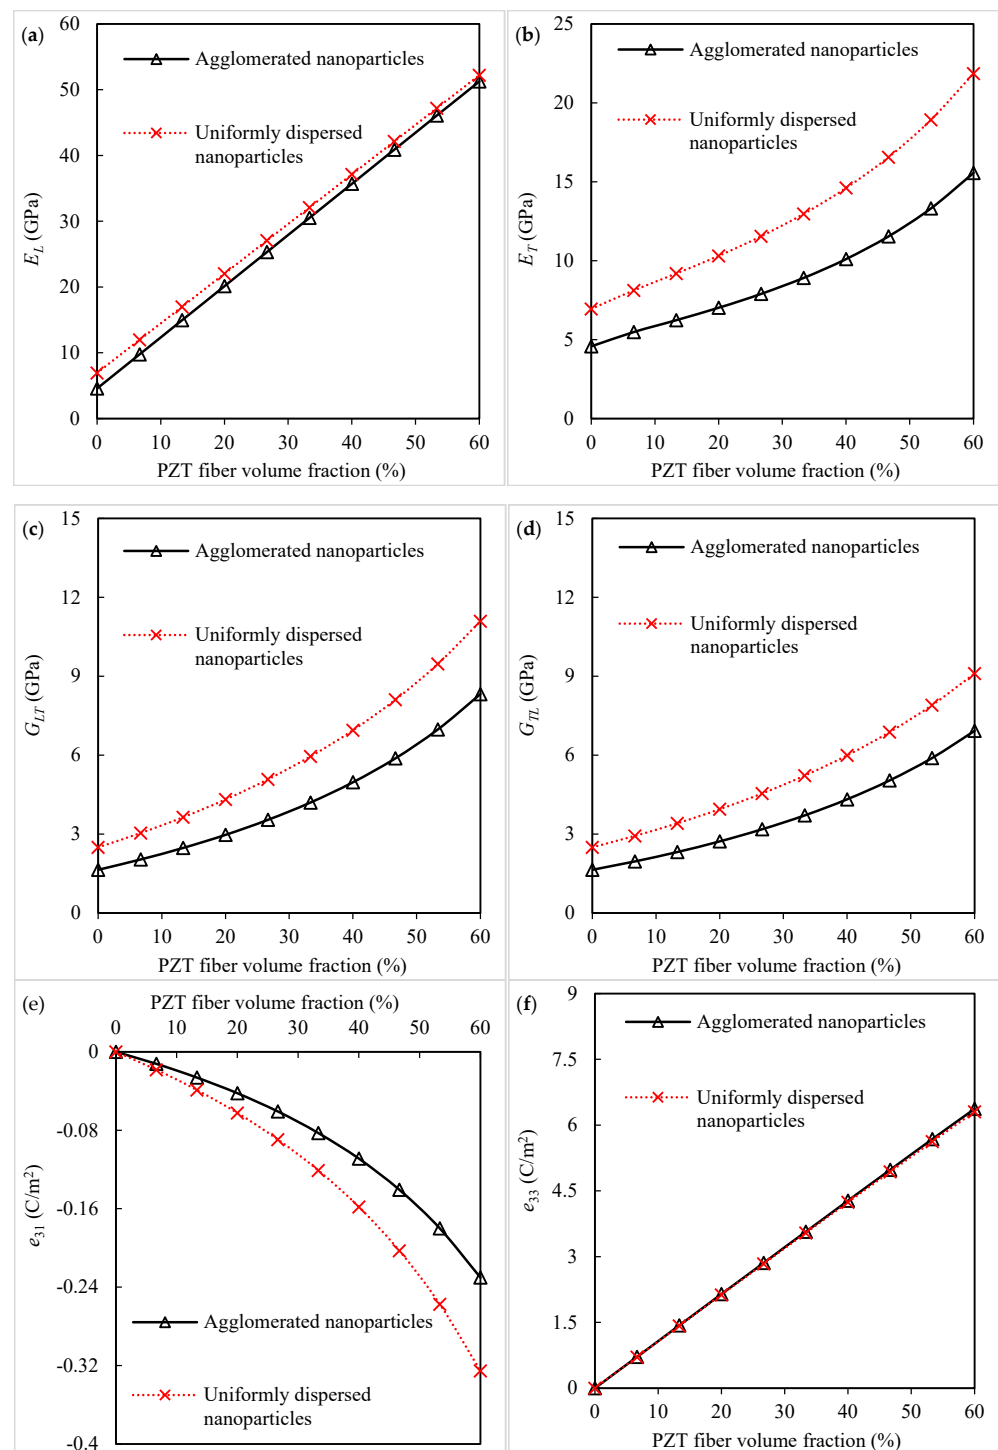 (a)
60
50
40
30
20
10
0
E_L (GPa)
Agglomerated nanoparticles
Uniformly dispersed
nanoparticles
0 10 20 30 40 50 60
PZT fiber volume fraction (%)
(b)
25
20
15
10
5
0
E_T (GPa)
Agglomerated nanoparticles
Uniformly dispersed
nanoparticles
0 10 20 30 40 50 60
PZT fiber volume fraction (%)
(c)
15
12
9
6
3
0
G_LT (GPa)
Agglomerated nanoparticles
Uniformly dispersed
nanoparticles
0 10 20 30 40 50 60
PZT fiber volume fraction (%)
(d)
15
12
9
6
3
0
G_TL (GPa)
Agglomerated nanoparticles
Uniformly dispersed
nanoparticles
0 10 20 30 40 50 60
PZT fiber volume fraction (%)
(e)
PZT fiber volume fraction (%)
0 10 20 30 40 50 60
0
-0.08
-0.16
-0.24
-0.32
-0.4
e31 (C/m²)
Agglomerated nanoparticles
Uniformly dispersed
nanoparticles
(f)
9
7.5
6
4.5
3
1.5
0
e33 (C/m²)
Agglomerated nanoparticles
Uniformly dispersed
nanoparticles
0 10 20 30 40 50 60
PZT fiber volume fraction (%)